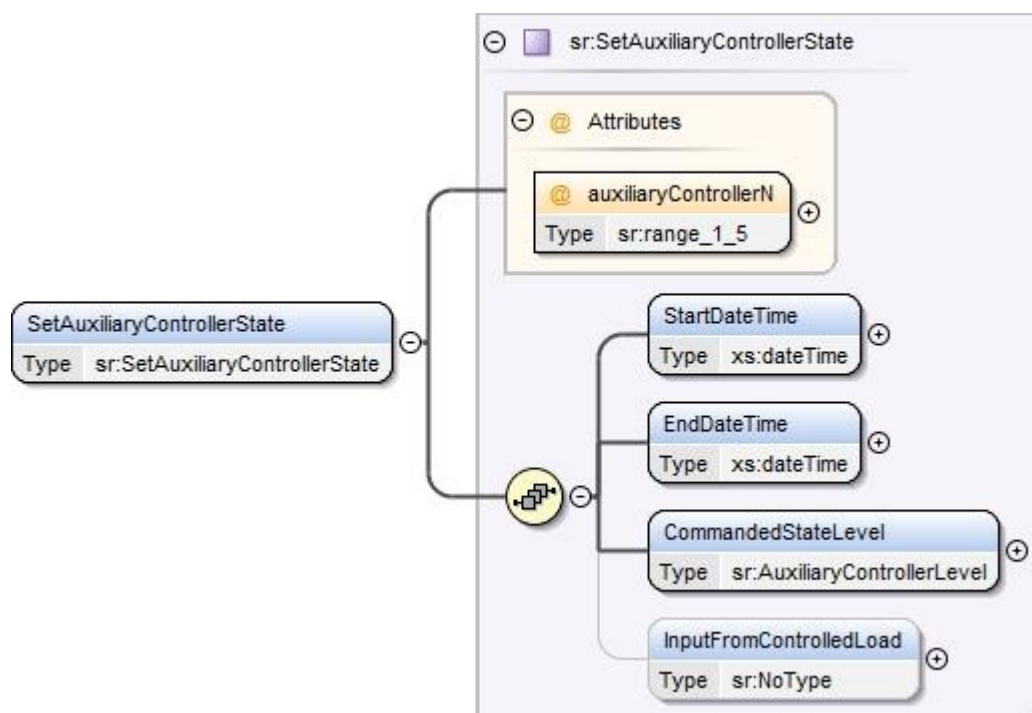 sr:SetAuxiliaryControllerState
@ Attributes
@ auxiliaryControllerN
Type sr:range_1_5
SetAuxiliaryControllerState
Type sr:SetAuxiliaryControllerState
StartDateTime
Type xs:dateTime
EndDateTime
Type xs:dateTime
CommandedStateLevel
Type sr:AuxiliaryControllerLevel
InputFromControlledLoad
Type sr:NoType